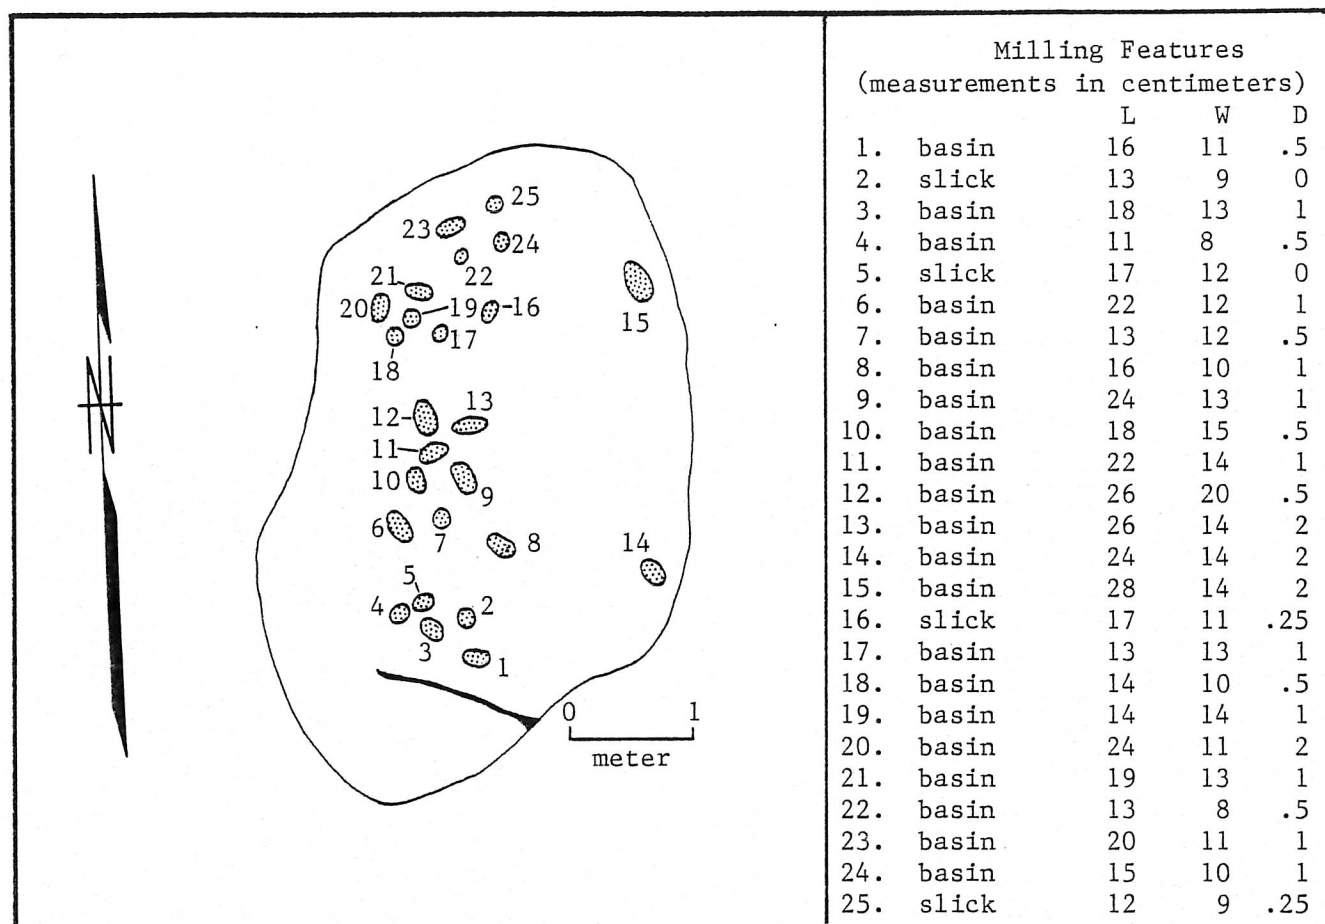 25
23
24
22
21
20
19
16
17
15
18
12
13
11
10
9
6
7
8
14
5
4
2
3
1
N
0 1
meter
Milling Features
(measurements in centimeters)
L W D
1. basin 16 11 .5
2. slick 13 9 0
3. basin 18 13 1
4. basin 11 8 .5
5. slick 17 12 0
6. basin 22 12 1
7. basin 13 12 .5
8. basin 16 10 1
9. basin 24 13 1
10. basin 18 15 .5
11. basin 22 14 1
12. basin 26 20 .5
13. basin 26 14 2
14. basin 24 14 2
15. basin 28 14 2
16. slick 17 11 .25
17. basin 13 13 1
18. basin 14 10 .5
19. basin 14 14 1
20. basin 24 11 2
21. basin 19 13 1
22. basin 13 8 .5
23. basin 20 11 1
24. basin 15 10 1
25. slick 12 9 .25